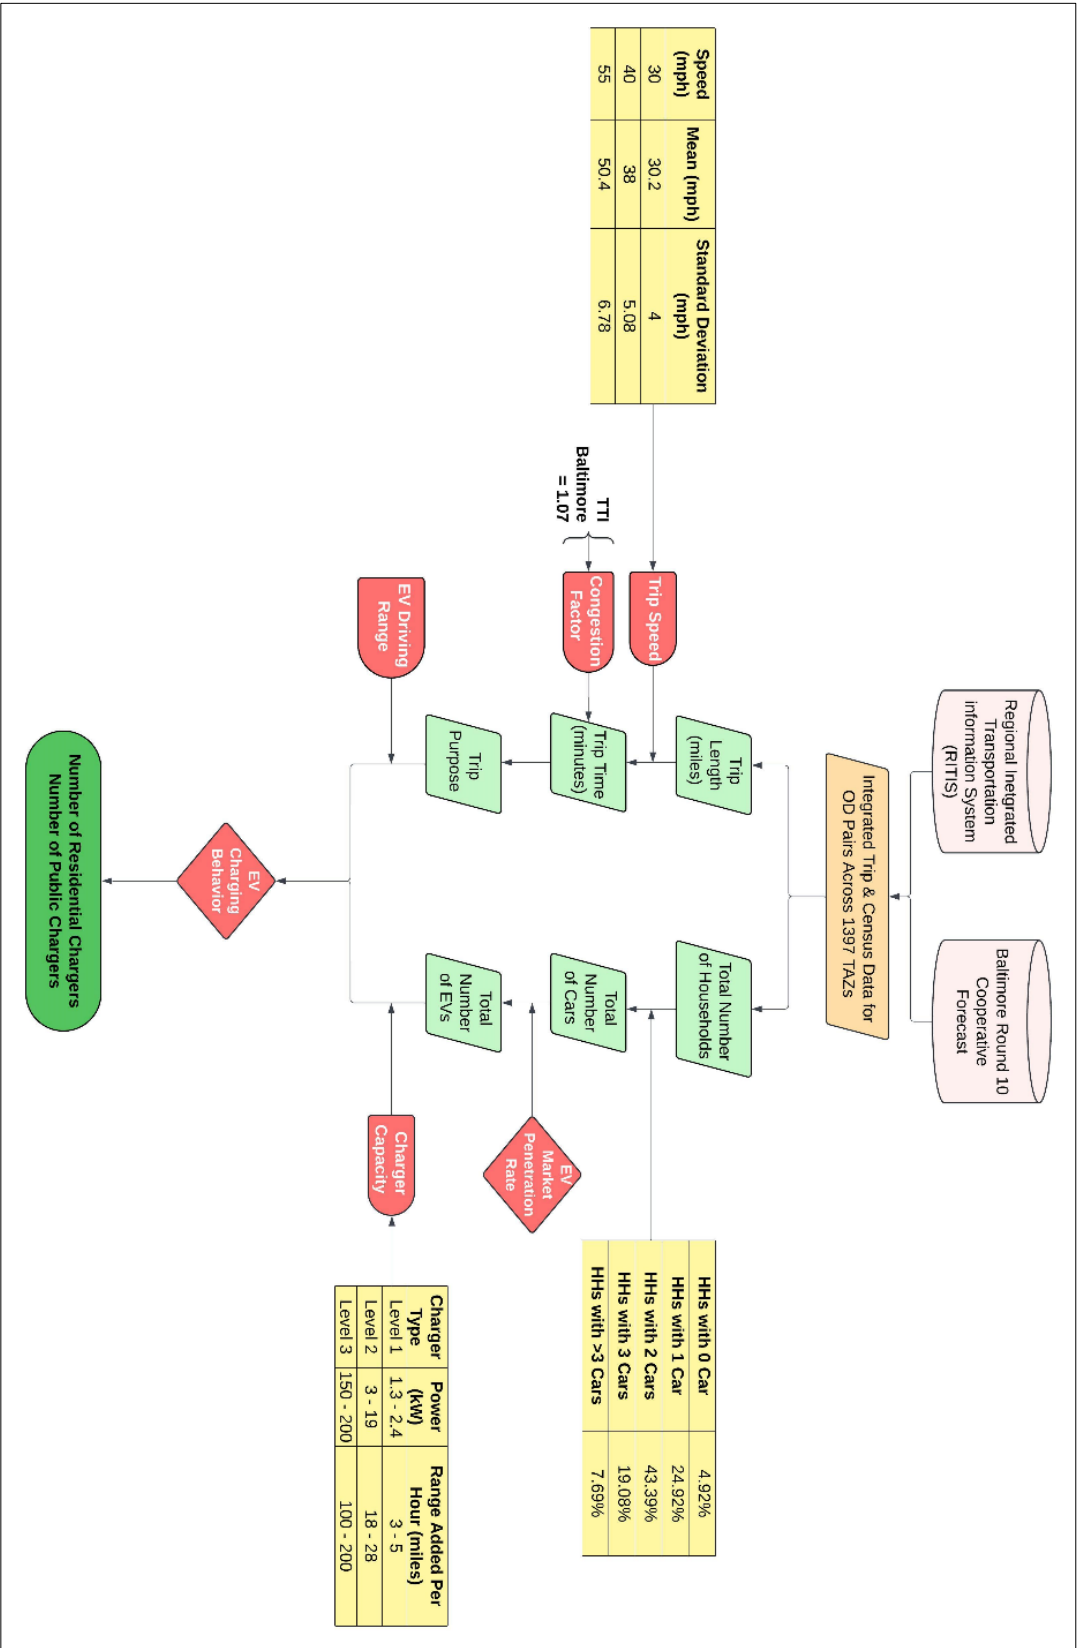 Regional Inetgrated
Transportation
information System
(RITIS)
Baltimore Round 10
Cooperative
Forecast
Integrated Trip & Census Data for
OD Pairs Across 1397 TAZs
Speed
(mph)
Mean (mph)
Standard Deviation
(mph)
30
30.2
4
40
38
5.08
55
50.4
6.78
Trip
Length
(miles)
Total Number
of Households
HHs with 0 Car
4.92%
HHs with 1 Car
24.92%
HHs with 2 Cars
43.39%
HHs with 3 Cars
19.08%
HHs with >3 Cars
7.69%
Trip Speed
TTI
Baltimore
= 1.07
Congestion
Factor
Trip Time
(minutes)
Total
Number
of Cars
EV
Market
Penetration
Rate
EV Driving
Range
Trip
Purpose
Total
Number
of EVs
Charger
Capacity
Charger
Type
Power
(kW)
Range Added Per
Hour (miles)
Level 1
1.3 - 2.4
3 - 5
Level 2
3 - 19
18 - 28
Level 3
150 - 200
100 - 200
EV
Charging
Behavior
Number of Residential Chargers
Number of Public Chargers